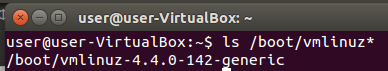 user@user-VirtualBox: ~
user@user-VirtualBox:~$ ls /boot/vmlinuz*
/boot/vmlinuz-4.4.0-142-generic